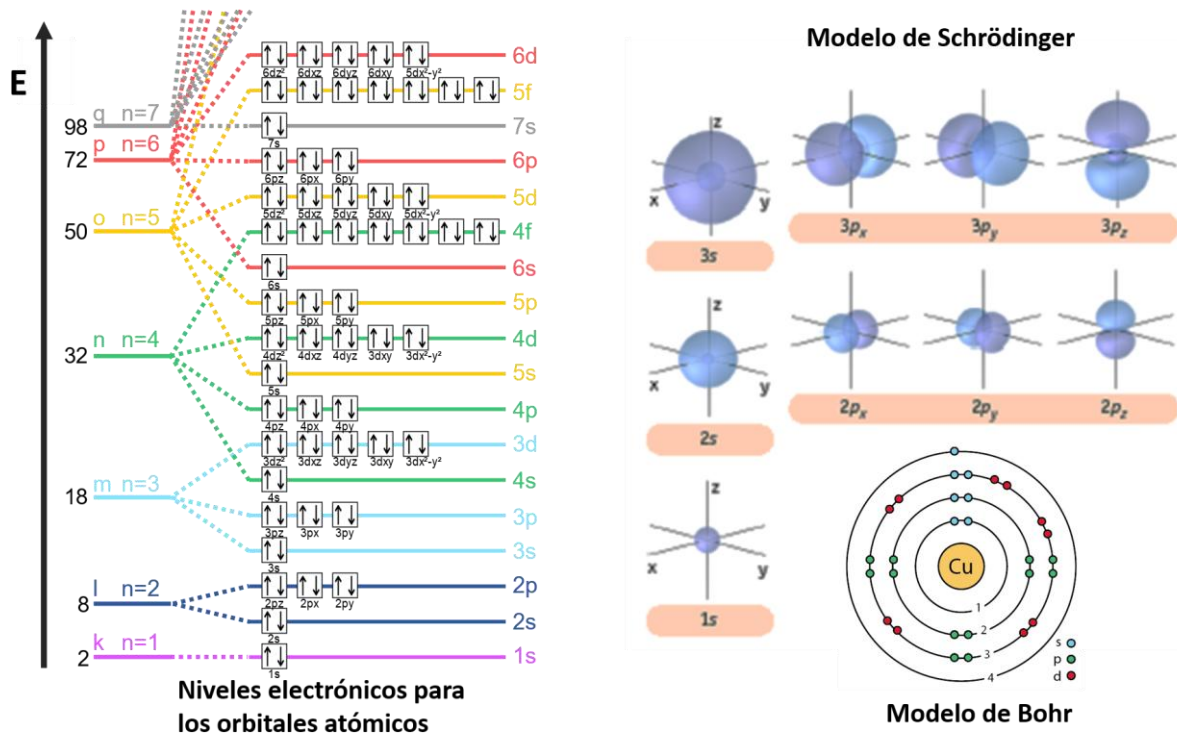 E
6d
6dz² 6dxz 6dyz 6dxy 5dx²-y²
5f
98 q n=7
7s
7s
72 p n=6
6p
6pz 6px 6py
5d
5dz² 5dxz 5dyz 5dxy 5dx²-y²
50 o n=5
4f
6s
6s
5p
5pz 5px 5py
4d
4dz² 4dxz 4dyz 3dxy 3dx²-y²
32 n n=4
5s
5s
4p
4pz 4px 4py
3d
3dz² 3dxz 3dyz 3dxy 3dx²-y²
4s
4s
18 m n=3
3p
3pz 3px 3py
3s
3s
2p
2pz 2px 2py
8 l n=2
2s
2s
2 k n=1
1s
1s
Niveles electrónicos para
los orbitales atómicos
Modelo de Schrödinger
z
x y
3s
3pₓ 3pᵧ 3p_z
z
x y
2s
2pₓ 2pᵧ 2p_z
z
x y
1s
Cu
1
2
3
4
s
p
d
Modelo de Bohr